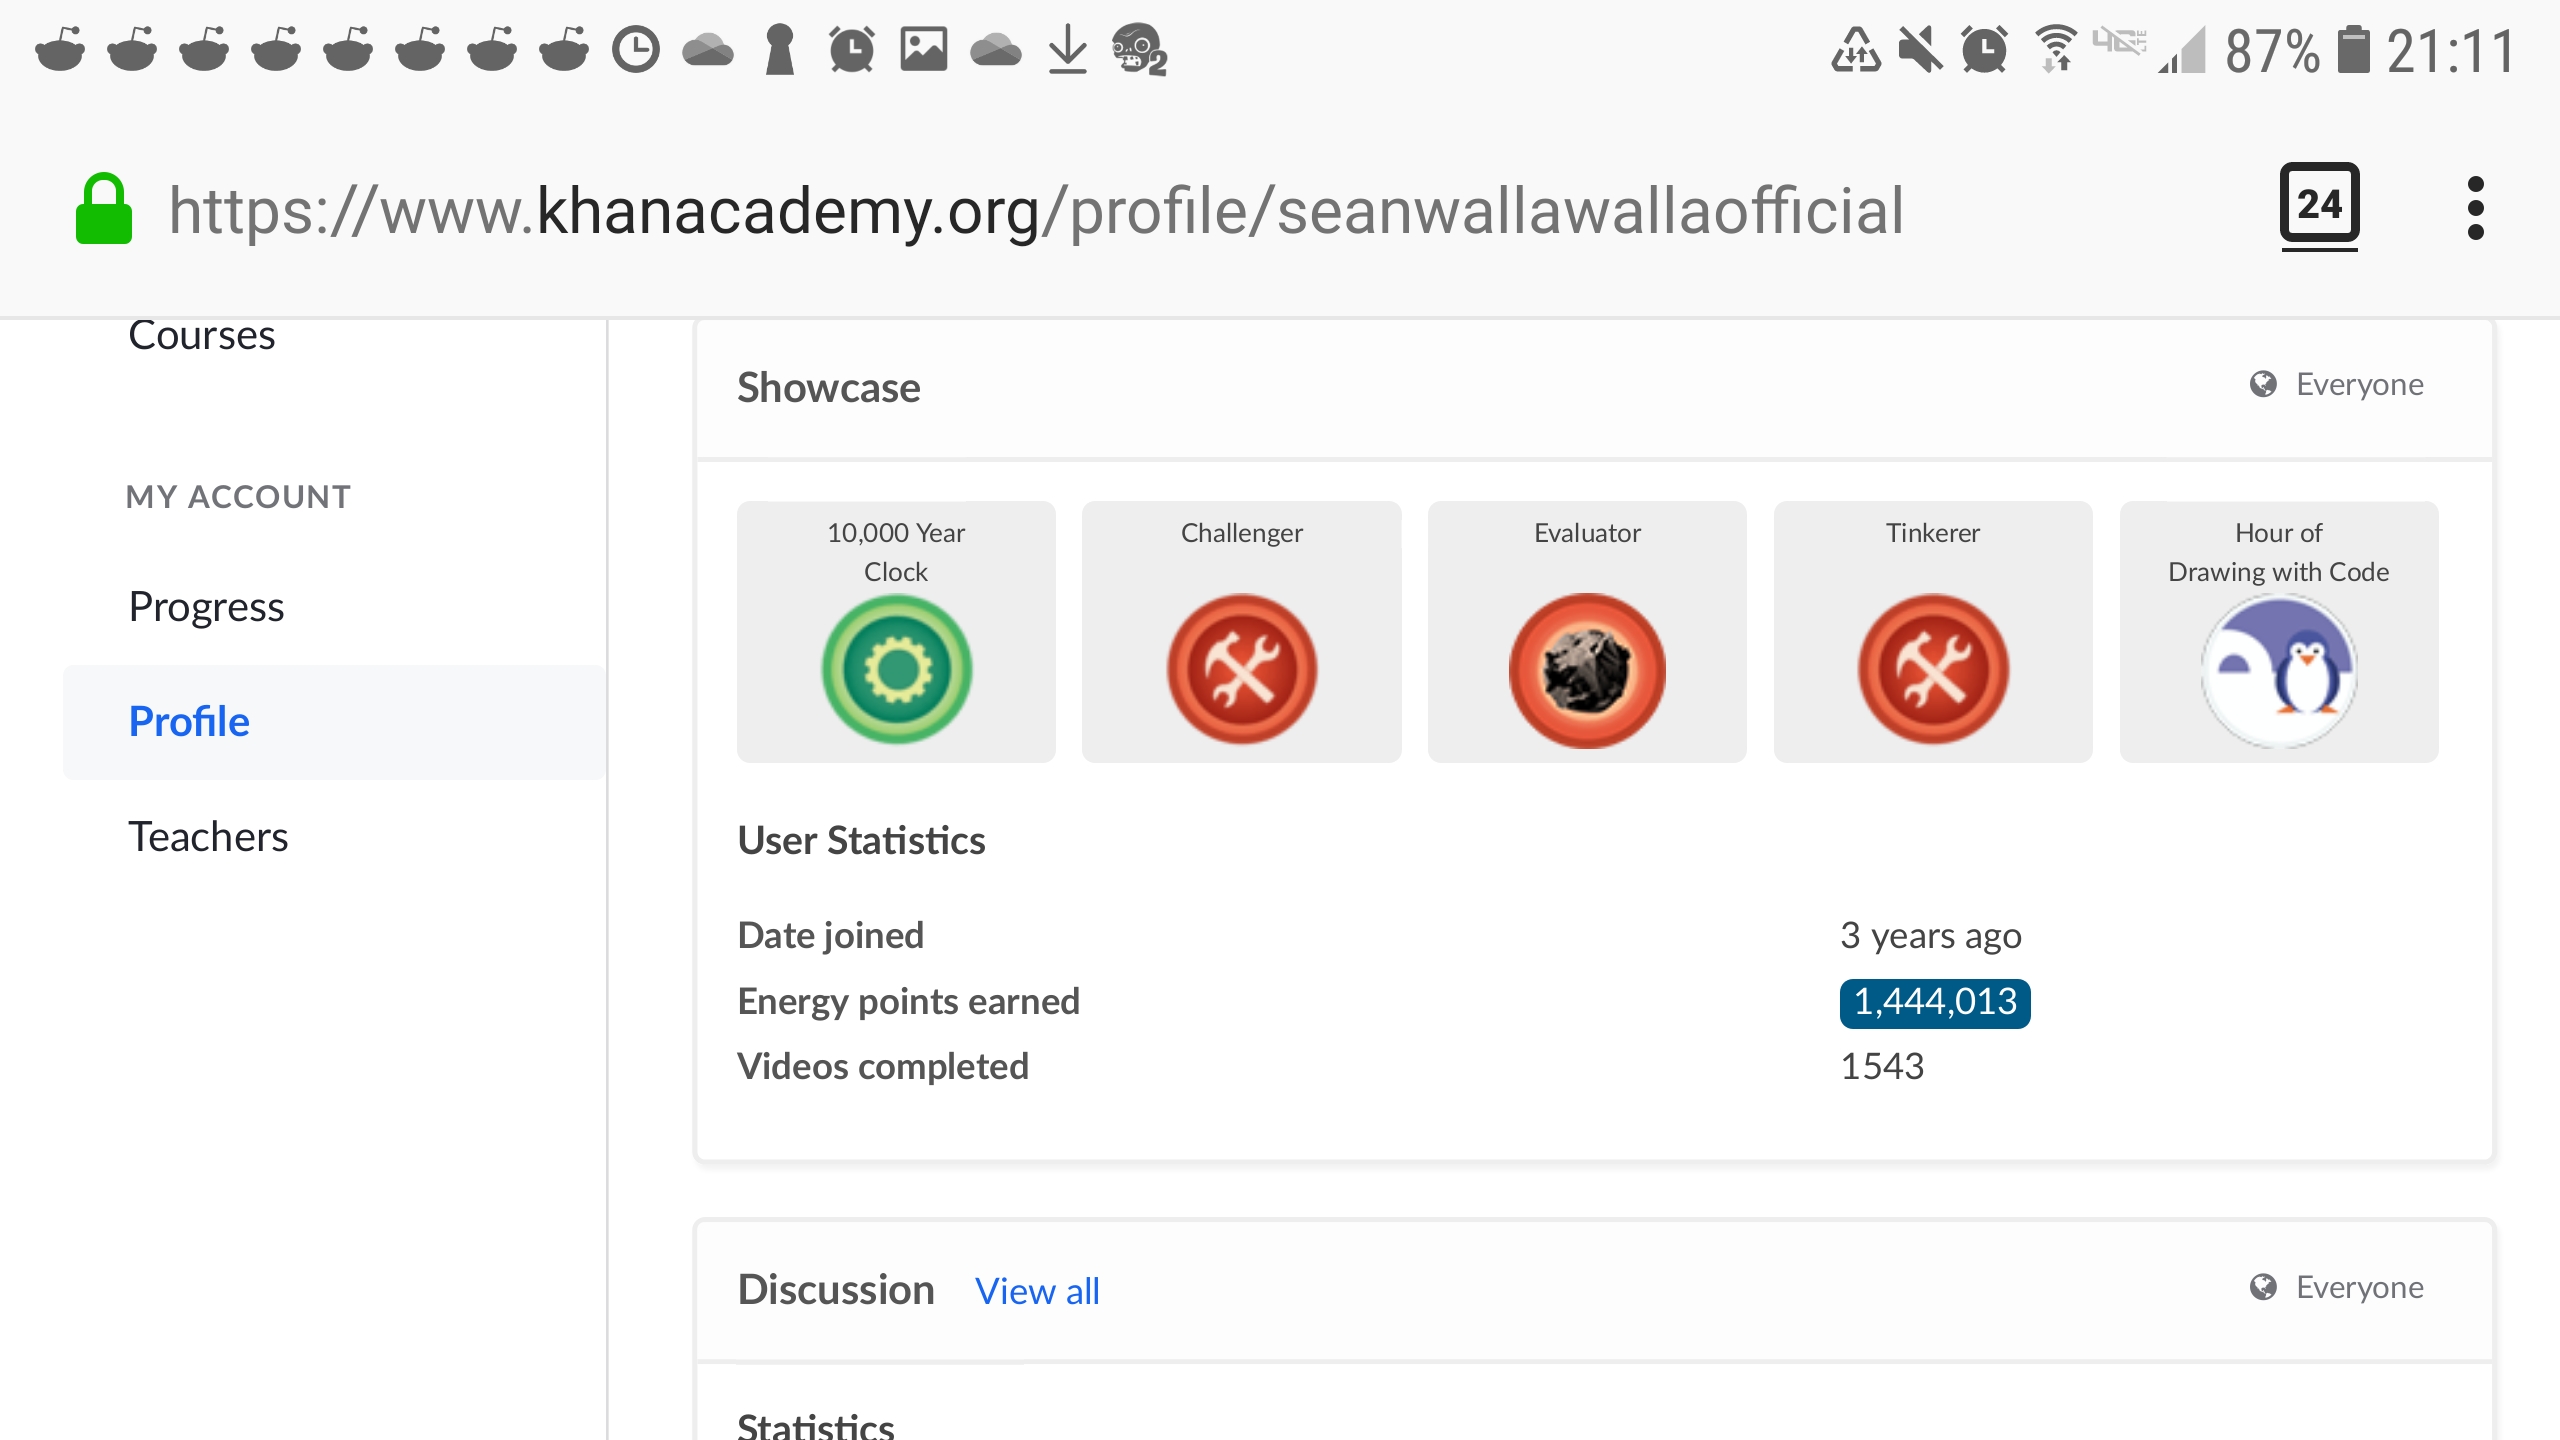 2
87% 21:11
https://www.khanacademy.org/profile/seanwallawallaofficial
24
Courses
MY ACCOUNT
Progress
Profile
Teachers
Showcase
Everyone
10,000 Year
Clock
Challenger
Evaluator
Tinkerer
Hour of
Drawing with Code
User Statistics
Date joined 3 years ago
Energy points earned 1,444,013
Videos completed 1543
Discussion View all
Everyone
Statistics